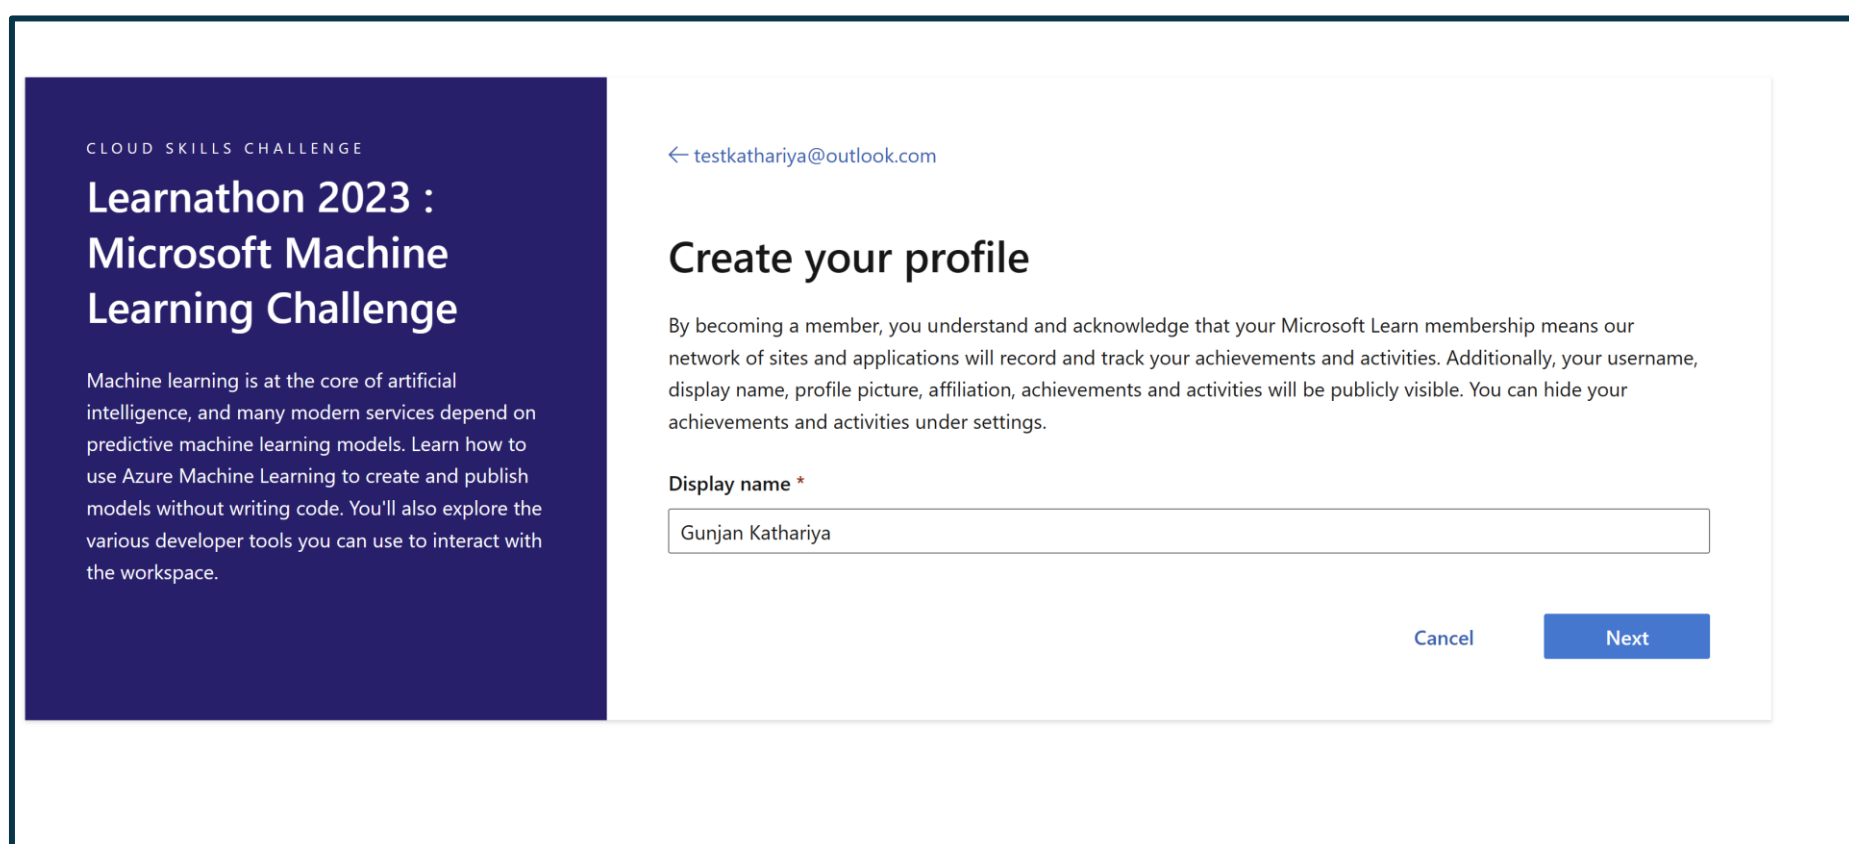 CLOUD SKILLS CHALLENGE
Learnathon 2023 :
Microsoft Machine
Learning Challenge
Machine learning is at the core of artificial
intelligence, and many modern services depend on
predictive machine learning models. Learn how to
use Azure Machine Learning to create and publish
models without writing code. You'll also explore the
various developer tools you can use to interact with
the workspace.
← testkathariya@outlook.com
Create your profile
By becoming a member, you understand and acknowledge that your Microsoft Learn membership means our
network of sites and applications will record and track your achievements and activities. Additionally, your username,
display name, profile picture, affiliation, achievements and activities will be publicly visible. You can hide your
achievements and activities under settings.
Display name *
Gunjan Kathariya
Cancel
Next